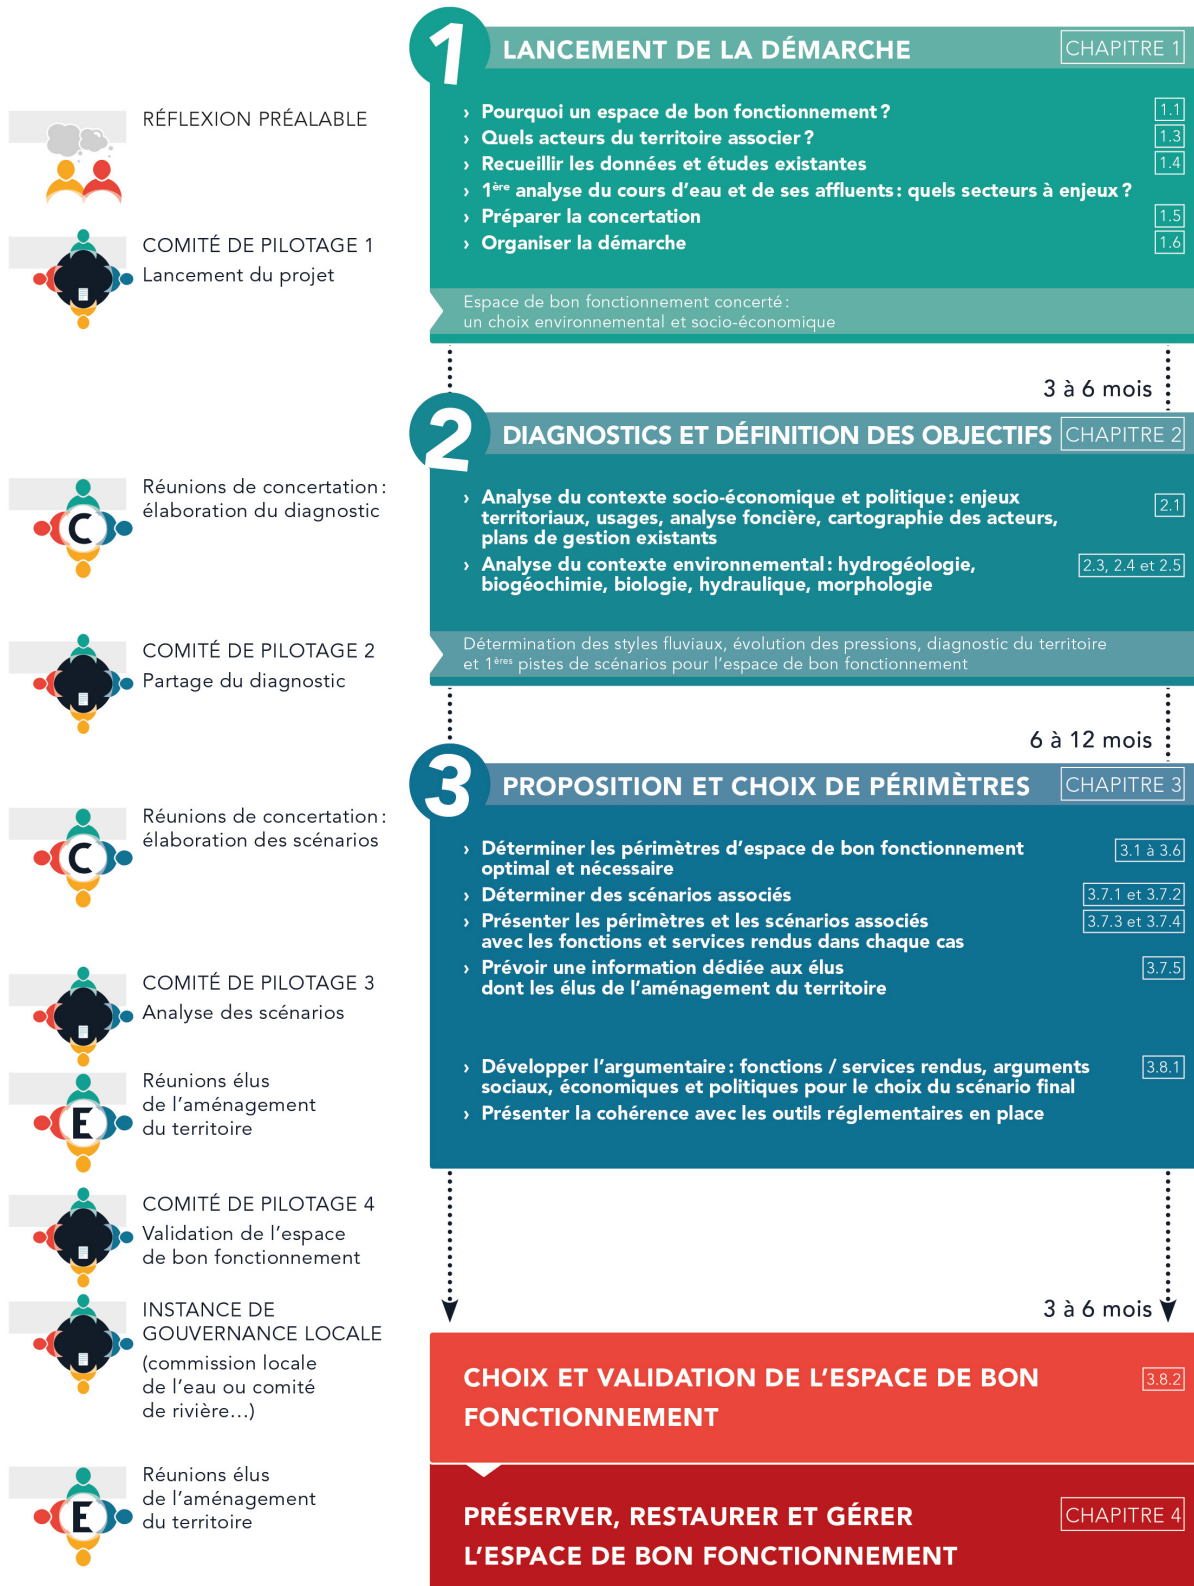 1 LANCEMENT DE LA DÉMARCHE CHAPITRE 1
RÉFLEXION PRÉALABLE
› Pourquoi un espace de bon fonctionnement ? 1.1
› Quels acteurs du territoire associer ? 1.3
› Recueillir les données et études existantes 1.4
› 1ère analyse du cours d’eau et de ses affluents : quels secteurs à enjeux ?
› Préparer la concertation 1.5
› Organiser la démarche 1.6
COMITÉ DE PILOTAGE 1
Lancement du projet
Espace de bon fonctionnement concerté :
un choix environnemental et socio-économique
3 à 6 mois
2 DIAGNOSTICS ET DÉFINITION DES OBJECTIFS CHAPITRE 2
C
Réunions de concertation :
élaboration du diagnostic
› Analyse du contexte socio-économique et politique : enjeux
territoriaux, usages, analyse foncière, cartographie des acteurs, 2.1
plans de gestion existants
› Analyse du contexte environnemental : hydrogéologie, 2.3, 2.4 et 2.5
biogéochimie, biologie, hydraulique, morphologie
COMITÉ DE PILOTAGE 2
Partage du diagnostic
Détermination des styles fluviaux, évolution des pressions, diagnostic du territoire
et 1ères pistes de scénarios pour l’espace de bon fonctionnement
6 à 12 mois
3 PROPOSITION ET CHOIX DE PÉRIMÈTRES CHAPITRE 3
C
Réunions de concertation :
élaboration des scénarios
› Déterminer les périmètres d’espace de bon fonctionnement 3.1 à 3.6
optimal et nécessaire
› Déterminer des scénarios associés 3.7.1 et 3.7.2
› Présenter les périmètres et les scénarios associés 3.7.3 et 3.7.4
avec les fonctions et services rendus dans chaque cas
› Prévoir une information dédiée aux élus 3.7.5
dont les élus de l’aménagement du territoire
COMITÉ DE PILOTAGE 3
Analyse des scénarios
E
Réunions élus
de l’aménagement
du territoire
› Développer l’argumentaire : fonctions / services rendus, arguments 3.8.1
sociaux, économiques et politiques pour le choix du scénario final
› Présenter la cohérence avec les outils réglementaires en place
COMITÉ DE PILOTAGE 4
Validation de l’espace
de bon fonctionnement
3 à 6 mois
INSTANCE DE
GOUVERNANCE LOCALE
(commission locale
de l’eau ou comité
de rivière…)
CHOIX ET VALIDATION DE L’ESPACE DE BON 3.8.2
FONCTIONNEMENT
E
Réunions élus
de l’aménagement
du territoire
PRÉSERVER, RESTAURER ET GÉRER CHAPITRE 4
L’ESPACE DE BON FONCTIONNEMENT